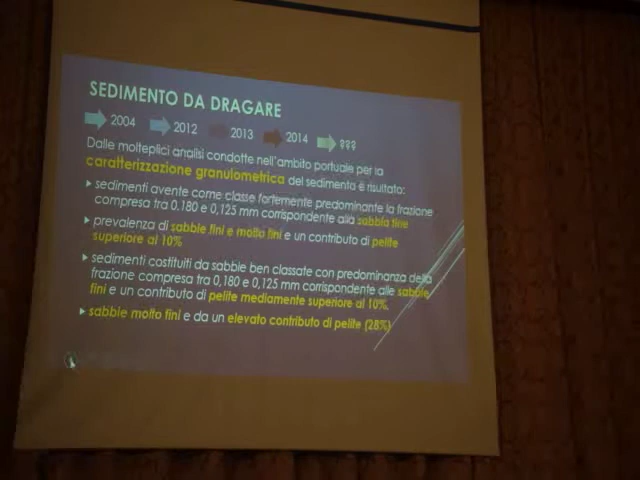 SEDIMENTO DA DRAGARE
2004 2012 2013 2014 ???
Dalle molteplici analisi condotte nell'ambito portuale per la
caratterizzazione granulometrica del sedimento è risultato:
sedimenti avente come classe fortemente predominante la frazione
compresa tra 0,180 e 0,125 mm corrispondente alla sabbia fine
prevalenza di sabbie fini e molto fini e un contributo di pelite
superiore al 10%
sedimenti costituiti da sabbie ben classate con predominanza della
frazione compresa tra 0,180 e 0,125 mm corrispondente alle sabbie
fini e un contributo di pelite mediamente superiore al 10%.
sabbie molto fini e da un elevato contributo di pelite (28%)